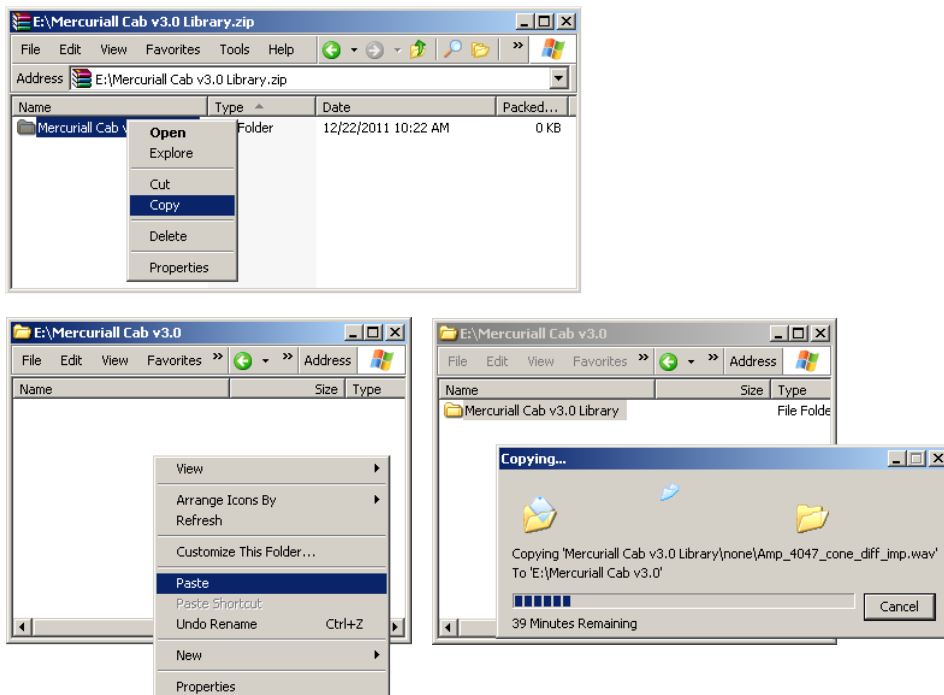 E:\Mercuriall Cab v3.0 Library.zip
File Edit View Favorites Tools Help »
Address E:\Mercuriall Cab v3.0 Library.zip
Name Type Date Packed...
Mercuriall Cab v Folder 12/22/2011 10:22 AM 0 KB
Open
Explore
Cut
Copy
Delete
Properties
E:\Mercuriall Cab v3.0
File Edit View Favorites » » Address
Name Size Type
View
Arrange Icons By
Refresh
Customize This Folder...
Paste
Paste Shortcut
Undo Rename Ctrl+Z
New
Properties
E:\Mercuriall Cab v3.0
File Edit View Favorites » » Address
Name Size Type
Mercuriall Cab v3.0 Library File Folde
Copying...
Copying 'Mercuriall Cab v3.0 Library\none\Amp_4047_cone_diff_imp.wav'
To 'E:\Mercuriall Cab v3.0'
39 Minutes Remaining
Cancel